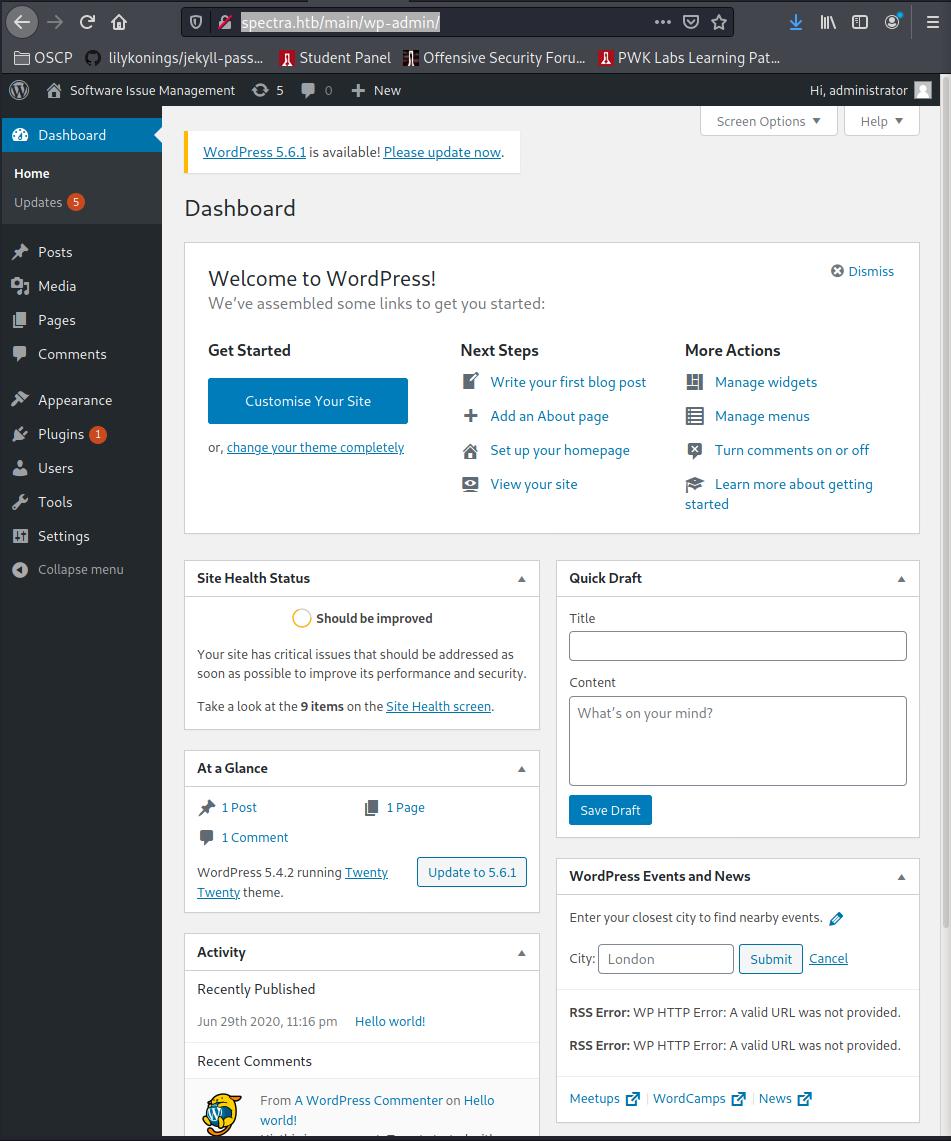 spectra.htb/main/wp-admin/
OSCP lilykonings/jekyll-pass... Student Panel Offensive Security Foru... PWK Labs Learning Pat...
Software Issue Management 5 0 New Hi, administrator
Screen Options Help
Dashboard
Home
Updates 5
Posts
Media
Pages
Comments
Appearance
Plugins 1
Users
Tools
Settings
Collapse menu
WordPress 5.6.1 is available! Please update now.
Dashboard
Welcome to WordPress!
Dismiss
We've assembled some links to get you started:
Get Started
Customise Your Site
or, change your theme completely
Next Steps
Write your first blog post
Add an About page
Set up your homepage
View your site
More Actions
Manage widgets
Manage menus
Turn comments on or off
Learn more about getting
started
Site Health Status
Should be improved
Your site has critical issues that should be addressed as
soon as possible to improve its performance and security.
Take a look at the 9 items on the Site Health screen.
At a Glance
1 Post 1 Page
1 Comment
WordPress 5.4.2 running Twenty
Twenty theme.
Update to 5.6.1
Activity
Recently Published
Jun 29th 2020, 11:16 pm Hello world!
Recent Comments
From A WordPress Commenter on Hello
world!
Quick Draft
Title
Content
What's on your mind?
Save Draft
WordPress Events and News
Enter your closest city to find nearby events.
City: London Submit Cancel
RSS Error: WP HTTP Error: A valid URL was not provided.
RSS Error: WP HTTP Error: A valid URL was not provided.
Meetups WordCamps News